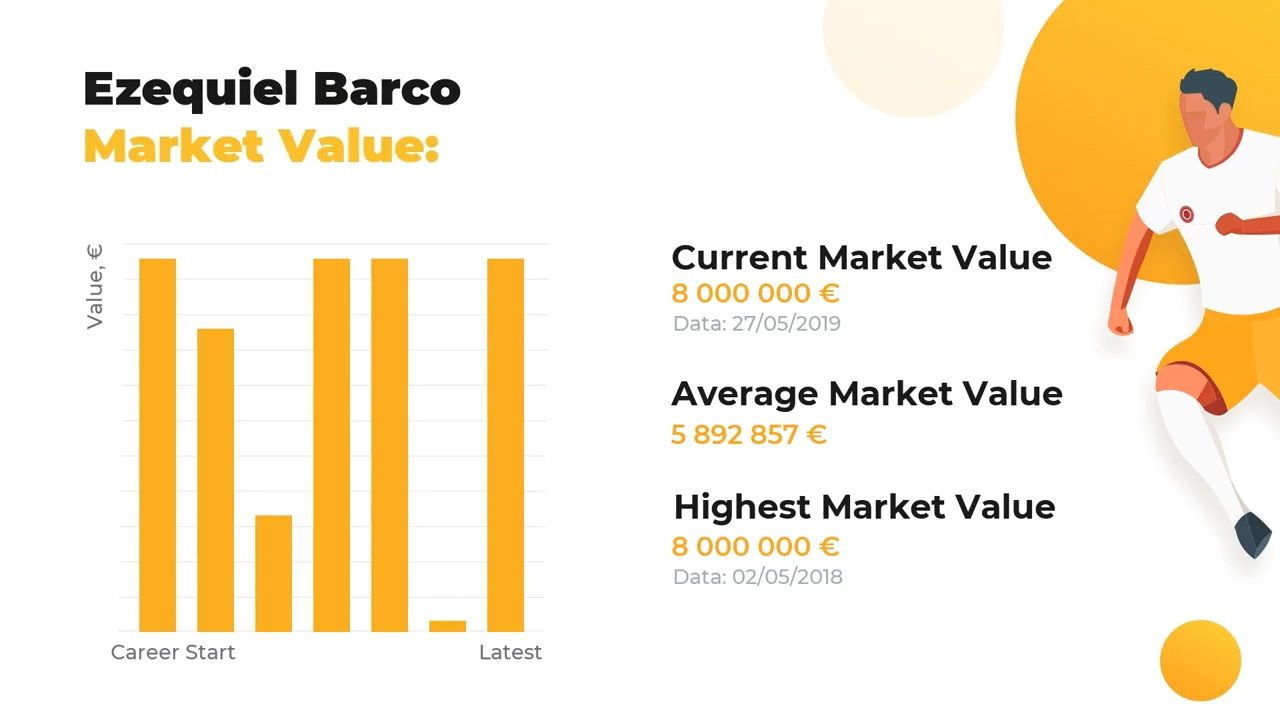 Ezequiel Barco
Market Value:
Value, €
Career Start
Latest
Current Market Value
8 000 000 €
Data: 27/05/2019
Average Market Value
5 892 857 €
Highest Market Value
8 000 000 €
Data: 02/05/2018